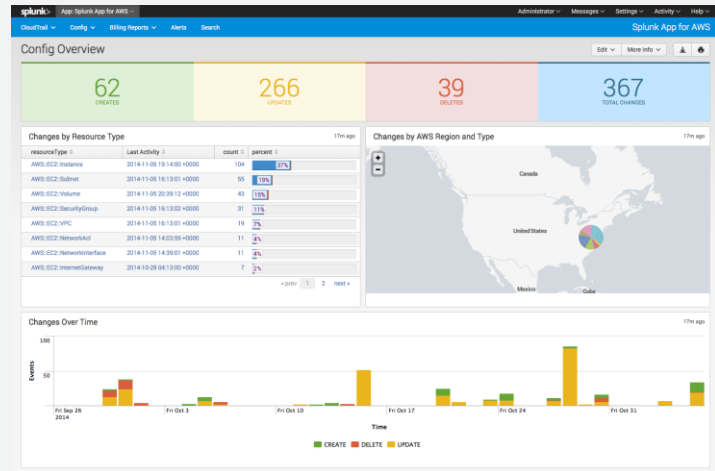 splunk> App: Splunk App for AWS Administrator Messages Settings Activity Help
CloudTrail Config Billing Reports Alerts Search Splunk App for AWS
Config Overview Edit More Info
62 266 39 367
CREATES UPDATES DELETES TOTAL CHANGES
Changes by Resource Type 17m ago
resourceType Last Activity count percent
AWS::EC2::Instance 2014-11-05 19:14:00 +0000 104 37%
AWS::EC2::Subnet 2014-11-05 16:13:01 +0000 55 19%
AWS::EC2::Volume 2014-11-05 20:39:12 +0000 43 15%
AWS::EC2::SecurityGroup 2014-11-05 16:13:02 +0000 31 11%
AWS::EC2::VPC 2014-11-05 16:13:01 +0000 19 7%
AWS::EC2::NetworkAcl 2014-11-05 14:03:55 +0000 11 4%
AWS::EC2::NetworkInterface 2014-11-05 14:39:01 +0000 11 4%
AWS::EC2::InternetGateway 2014-10-28 04:13:00 +0000 7 2%
« prev 1 2 next »
Changes by AWS Region and Type 17m ago
+
−
Canada
United States
Mexico
Cuba
Changes Over Time 17m ago
100
50
Events
Fri Sep 26 Fri Oct 3 Fri Oct 10 Fri Oct 17 Fri Oct 24 Fri Oct 31
2014
Time
CREATE DELETE UPDATE